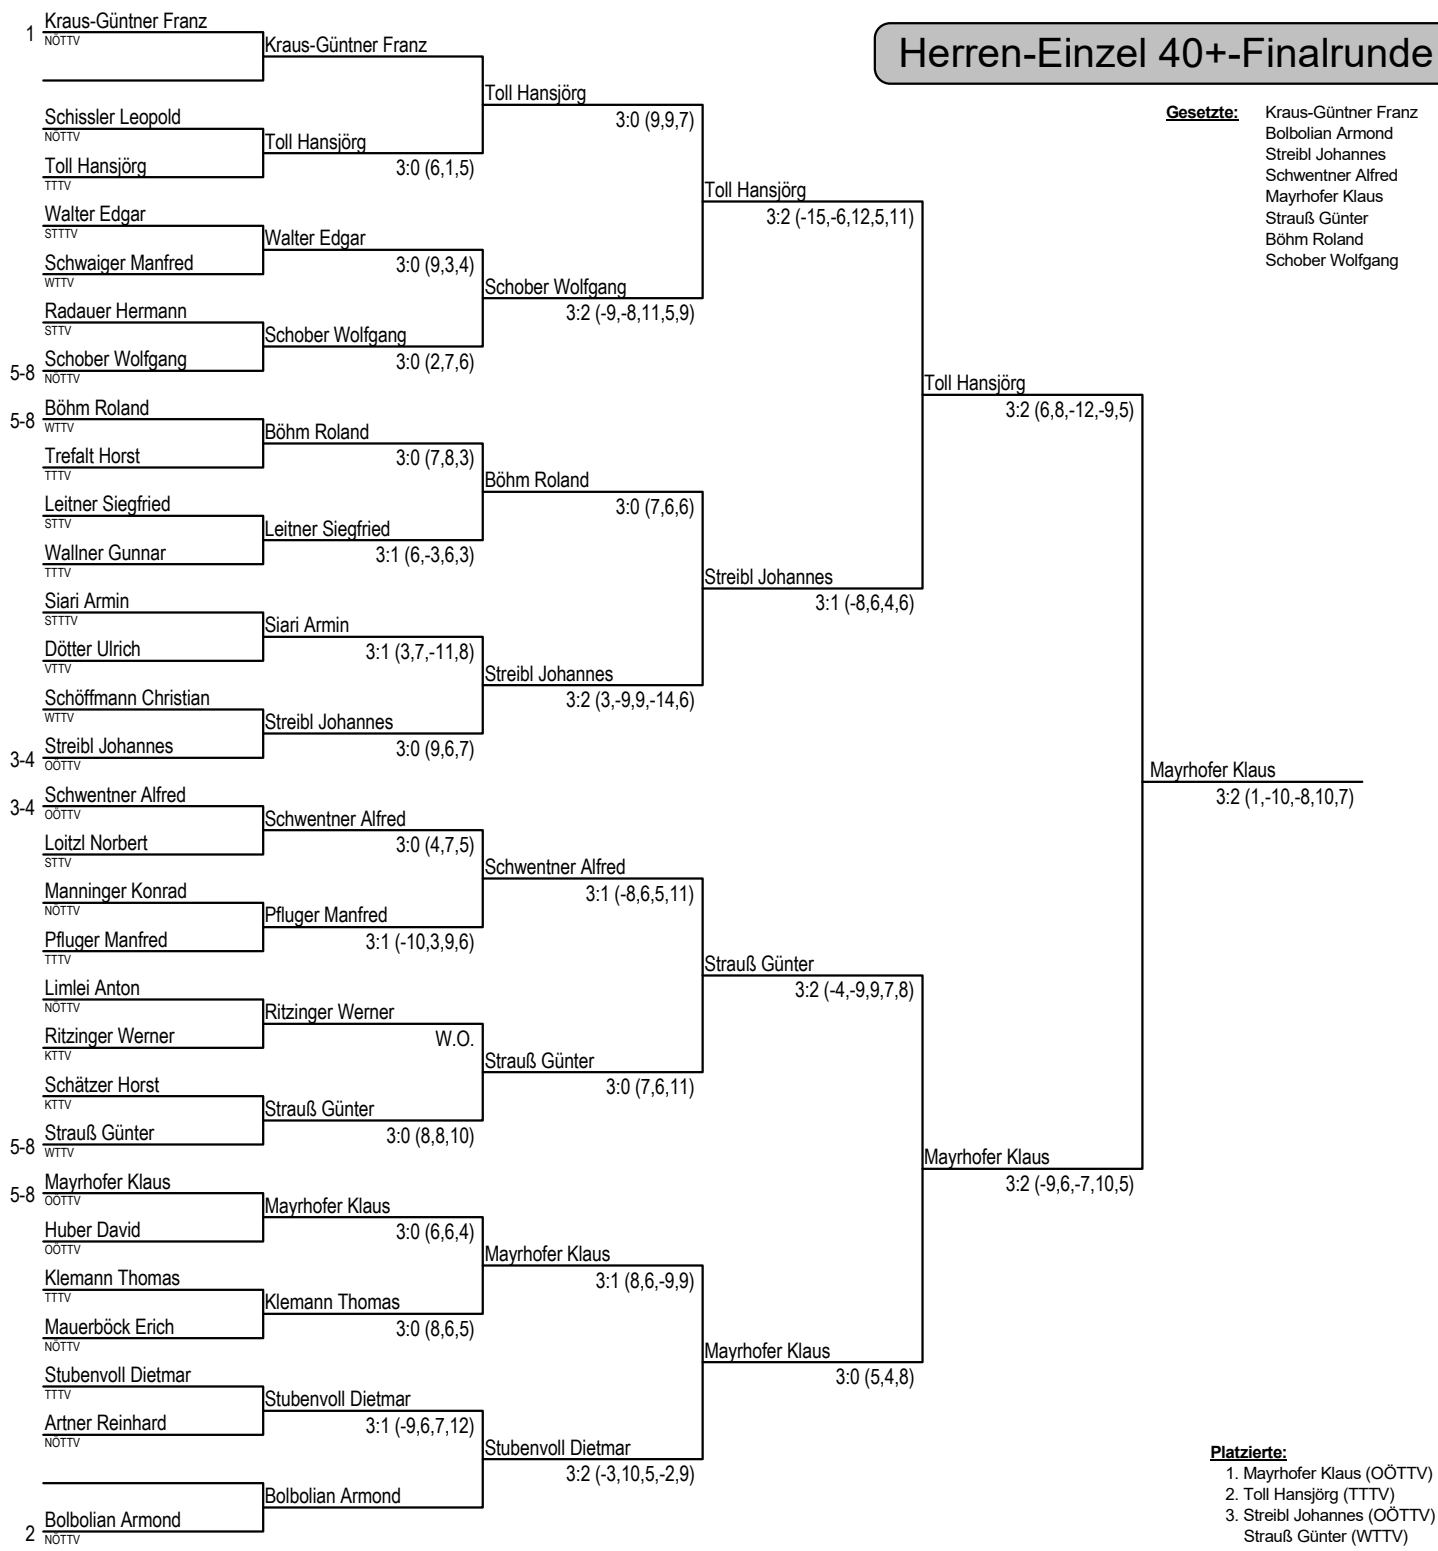 Herren-Einzel 40+-Finalrunde
Gesetzte: Kraus-Güntner Franz
Bolbolian Armond
Streibl Johannes
Schwentner Alfred
Mayrhofer Klaus
Strauß Günter
Böhm Roland
Schober Wolfgang
1 Kraus-Güntner Franz
NÖTTV
Schissler Leopold
NÖTTV
Toll Hansjörg
TTTV
Walter Edgar
STTTV
Schwaiger Manfred
WTTV
Radauer Hermann
STTV
5-8 Schober Wolfgang
NÖTTV
5-8 Böhm Roland
WTTV
Trefalt Horst
TTTV
Leitner Siegfried
STTV
Wallner Gunnar
TTTV
Siari Armin
STTTV
Dötter Ulrich
VTTV
Schöffmann Christian
WTTV
3-4 Streibl Johannes
OÖTTV
3-4 Schwentner Alfred
OÖTTV
Loitzl Norbert
STTV
Manninger Konrad
NÖTTV
Pfluger Manfred
TTTV
Limlei Anton
NÖTTV
Ritzinger Werner
KTTV
Schätzer Horst
KTTV
5-8 Strauß Günter
WTTV
5-8 Mayrhofer Klaus
OÖTTV
Huber David
OÖTTV
Klemann Thomas
TTTV
Mauerböck Erich
NÖTTV
Stubenvoll Dietmar
TTTV
Artner Reinhard
NÖTTV
2 Bolbolian Armond
NÖTTV
Kraus-Güntner Franz
Toll Hansjörg
3:0 (6,1,5)
Walter Edgar
3:0 (9,3,4)
Schober Wolfgang
3:0 (2,7,6)
Böhm Roland
3:0 (7,8,3)
Leitner Siegfried
3:1 (6,-3,6,3)
Siari Armin
3:1 (3,7,-11,8)
Streibl Johannes
3:0 (9,6,7)
Schwentner Alfred
3:0 (4,7,5)
Pfluger Manfred
3:1 (-10,3,9,6)
Ritzinger Werner
W.O.
Strauß Günter
3:0 (8,8,10)
Mayrhofer Klaus
3:0 (6,6,4)
Klemann Thomas
3:0 (8,6,5)
Stubenvoll Dietmar
3:1 (-9,6,7,12)
Bolbolian Armond
Toll Hansjörg
3:0 (9,9,7)
Schober Wolfgang
3:2 (-9,-8,11,5,9)
Böhm Roland
3:0 (7,6,6)
Streibl Johannes
3:2 (3,-9,9,-14,6)
Schwentner Alfred
3:1 (-8,6,5,11)
Strauß Günter
3:0 (7,6,11)
Mayrhofer Klaus
3:1 (8,6,-9,9)
Stubenvoll Dietmar
3:2 (-3,10,5,-2,9)
Toll Hansjörg
3:2 (-15,-6,12,5,11)
Streibl Johannes
3:1 (-8,6,4,6)
Strauß Günter
3:2 (-4,-9,9,7,8)
Mayrhofer Klaus
3:0 (5,4,8)
Toll Hansjörg
3:2 (6,8,-12,-9,5)
Mayrhofer Klaus
3:2 (-9,6,-7,10,5)
Mayrhofer Klaus
3:2 (1,-10,-8,10,7)
Platzierte:
1. Mayrhofer Klaus (OÖTTV)
2. Toll Hansjörg (TTTV)
3. Streibl Johannes (OÖTTV)
Strauß Günter (WTTV)